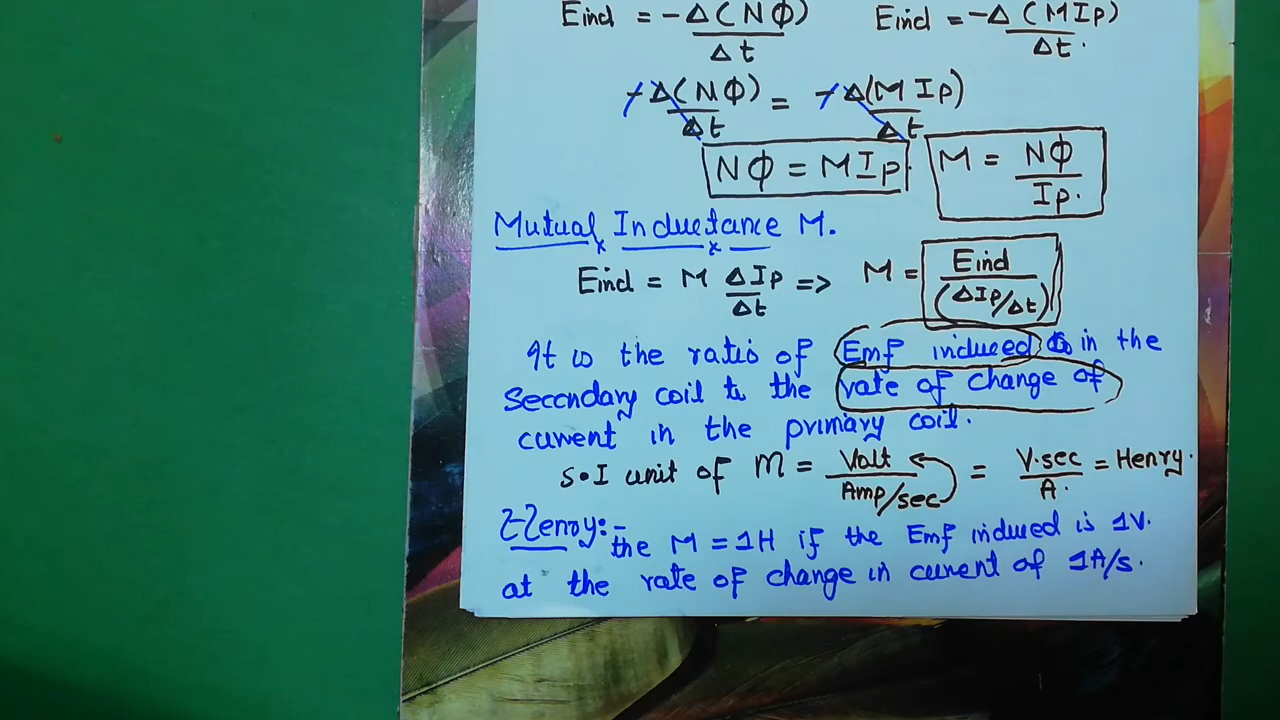 Eind = -Δ(NΦ)/Δt Eind = -Δ(MIp)/Δt.
-Δ(NΦ)/Δt = -Δ(MIp)/Δt
NΦ = MIp. M = NΦ/Ip.
Mutual Inductance M.
Eind = M ΔIp/Δt => M = Eind/(ΔIp/Δt)
It is the ratio of Emf induced in the
Secondary coil to the rate of change of
current in the primary coil.
S.I unit of M = Volt/Amp/sec = V.sec/A. = Henry.
Henry:- the M = 1H if the Emf induced is 1V.
at the rate of change in current of 1A/s.